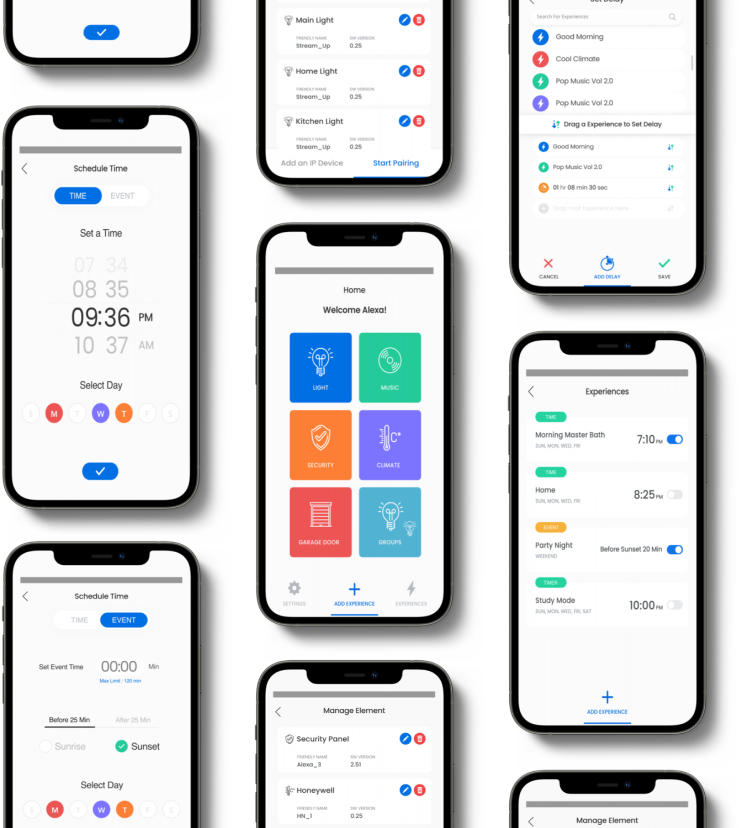 Schedule Time
TIME EVENT
Set a Time
07 34
08 35
09:36 PM
10 37 AM
Select Day
S M T W T F S
Schedule Time
TIME EVENT
Set Event Time 00:00 Min
Max Limit : 120 min
Before 25 Min After 25 Min
Sunrise Sunset
Select Day
S M T W T F S
Main Light
FRIENDLY NAME SW VERSION
Stream_Up 0.25
Home Light
FRIENDLY NAME SW VERSION
Stream_Up 0.25
Kitchen Light
FRIENDLY NAME SW VERSION
Stream_Up 0.25
Add an IP Device Start Pairing
Home
Welcome Alexa!
LIGHT MUSIC
SECURITY CLIMATE
C°
GARAGE DOOR GROUPS
SETTINGS ADD EXPERIENCE EXPERIENCES
Manage Element
Security Panel
FRIENDLY NAME SW VERSION
Alexa_3 2.51
Honeywell
FRIENDLY NAME SW VERSION
HN_1 0.25
Set Delay
Search For Experiences
Good Morning
Cool Climate
Pop Music Vol 2.0
Pop Music Vol 2.0
Drag a Experience to Set Delay
Good Morning
Pop Music Vol 2.0
01 hr 08 min 30 sec
Drag most Experience here
CANCEL ADD DELAY SAVE
Experiences
TIME
Morning Master Bath 7:10 PM
SUN, MON, WED, FRI
TIME
Home 8:25 PM
SUN, MON, WED, FRI
EVENT
Party Night Before Sunset 20 Min
WEEKEND
TIMER
Study Mode 10:00 PM
SUN, MON, WED, FRI, SAT
ADD EXPERIENCE
Manage Element